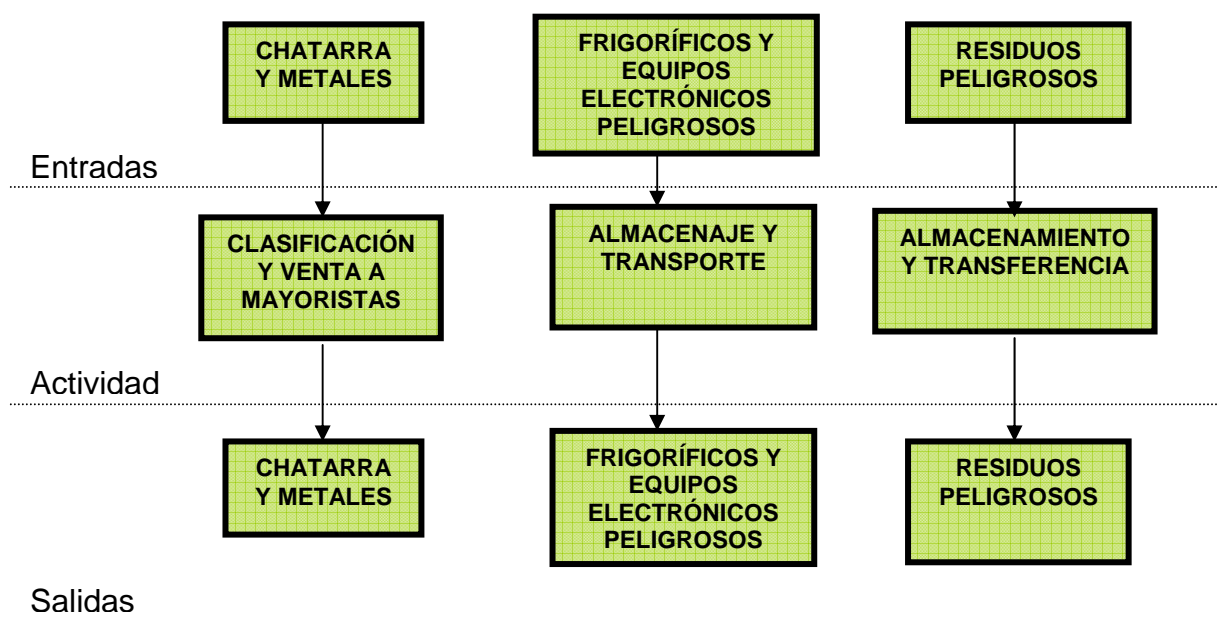 CHATARRA
Y METALES
FRIGORÍFICOS Y
EQUIPOS
ELECTRÓNICOS
PELIGROSOS
RESIDUOS
PELIGROSOS
Entradas
CLASIFICACIÓN
Y VENTA A
MAYORISTAS
ALMACENAJE Y
TRANSPORTE
ALMACENAMIENTO
Y TRANSFERENCIA
Actividad
CHATARRA
Y METALES
FRIGORÍFICOS Y
EQUIPOS
ELECTRÓNICOS
PELIGROSOS
RESIDUOS
PELIGROSOS
Salidas